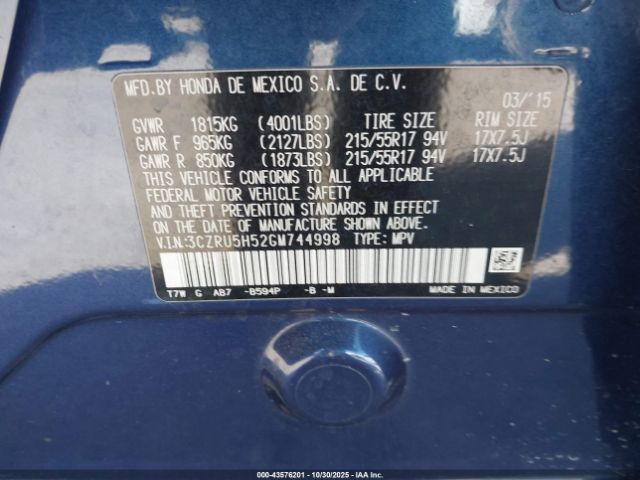 MFD.BY HONDA DE MEXICO S.A. DE C.V.
03/'15
GVWR 1815KG (4001LBS) TIRE SIZE RIM SIZE
GAWR F 965KG (2127LBS) 215/55R17 94V 17X7.5J
GAWR R 850KG (1873LBS) 215/55R17 94V 17X7.5J
THIS VEHICLE CONFORMS TO ALL APPLICABLE
FEDERAL MOTOR VEHICLE SAFETY
AND THEFT PREVENTION STANDARDS IN EFFECT
ON THE DATE OF MANUFACTURE SHOWN ABOVE.
V.I.N:3CZRU5H52GM744998 TYPE: MPV
T7W G AB7 -B594P -B -M MADE IN MEXICO
000-43576201 - 10/30/2025 - IAA Inc.